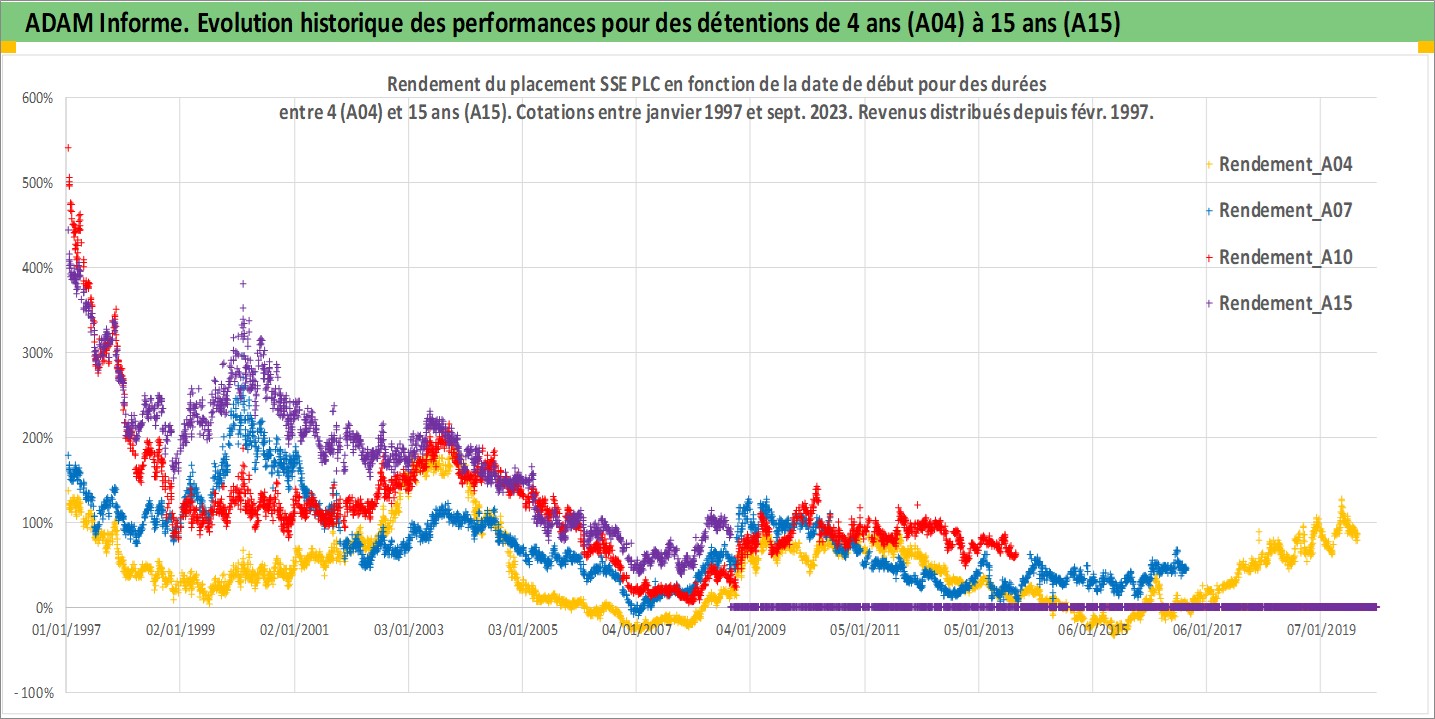 ADAM Informe. Evolution historique des performances pour des détentions de 4 ans (A04) à 15 ans (A15)
Rendement du placement SSE PLC en fonction de la date de début pour des durées
entre 4 (A04) et 15 ans (A15). Cotations entre janvier 1997 et sept. 2023. Revenus distribués depuis févr. 1997.
600%
500%
400%
300%
200%
100%
0%
-100%
Rendement_A04
Rendement_A07
Rendement_A10
Rendement_A15
01/01/1997 02/01/1999 02/01/2001 03/01/2003 03/01/2005 04/01/2007 04/01/2009 05/01/2011 05/01/2013 06/01/2015 06/01/2017 07/01/2019